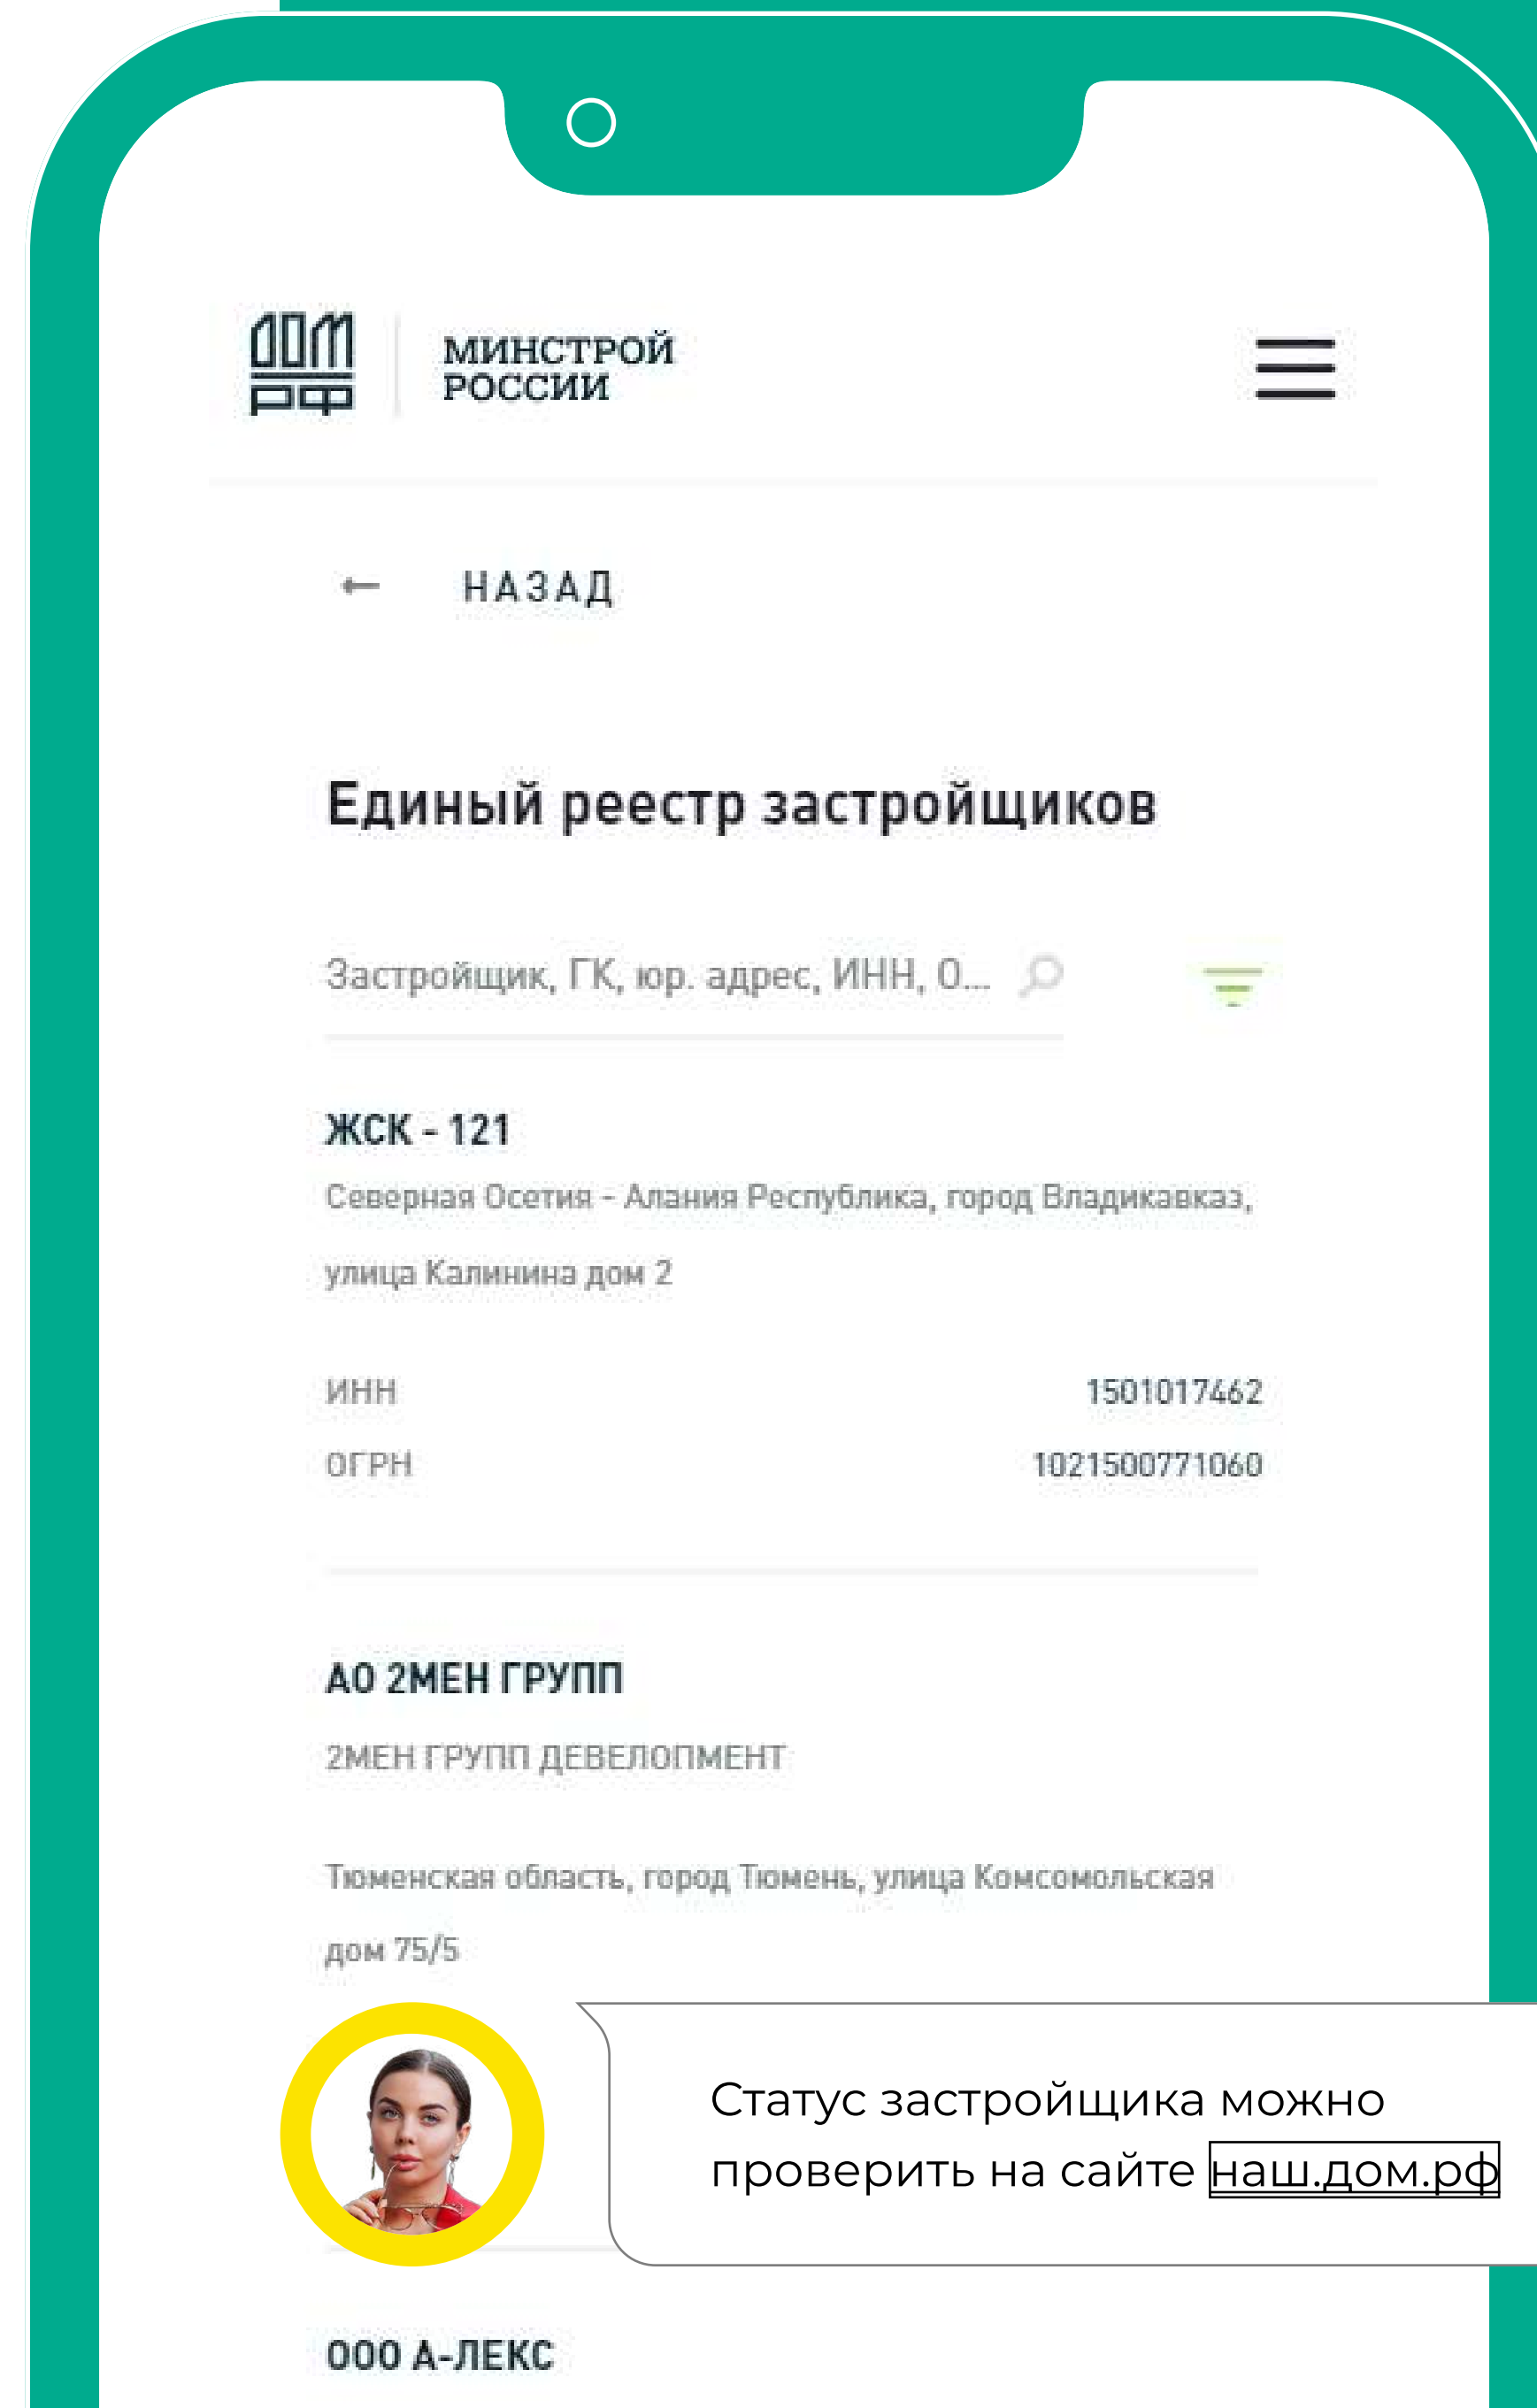 ДОМ
РФ
МИНСТРОЙ
РОССИИ
← НАЗАД
Единый реестр застройщиков
Застройщик, ГК, юр. адрес, ИНН, О...
ЖСК - 121
Северная Осетия - Алания Республика, город Владикавказ,
улица Калинина дом 2
ИНН 1501017462
ОГРН 1021500771060
АО 2МЕН ГРУПП
2МЕН ГРУПП ДЕВЕЛОПМЕНТ
Тюменская область, город Тюмень, улица Комсомольская
дом 75/5
Статус застройщика можно
проверить на сайте наш.дом.рф
ООО А-ЛЕКС